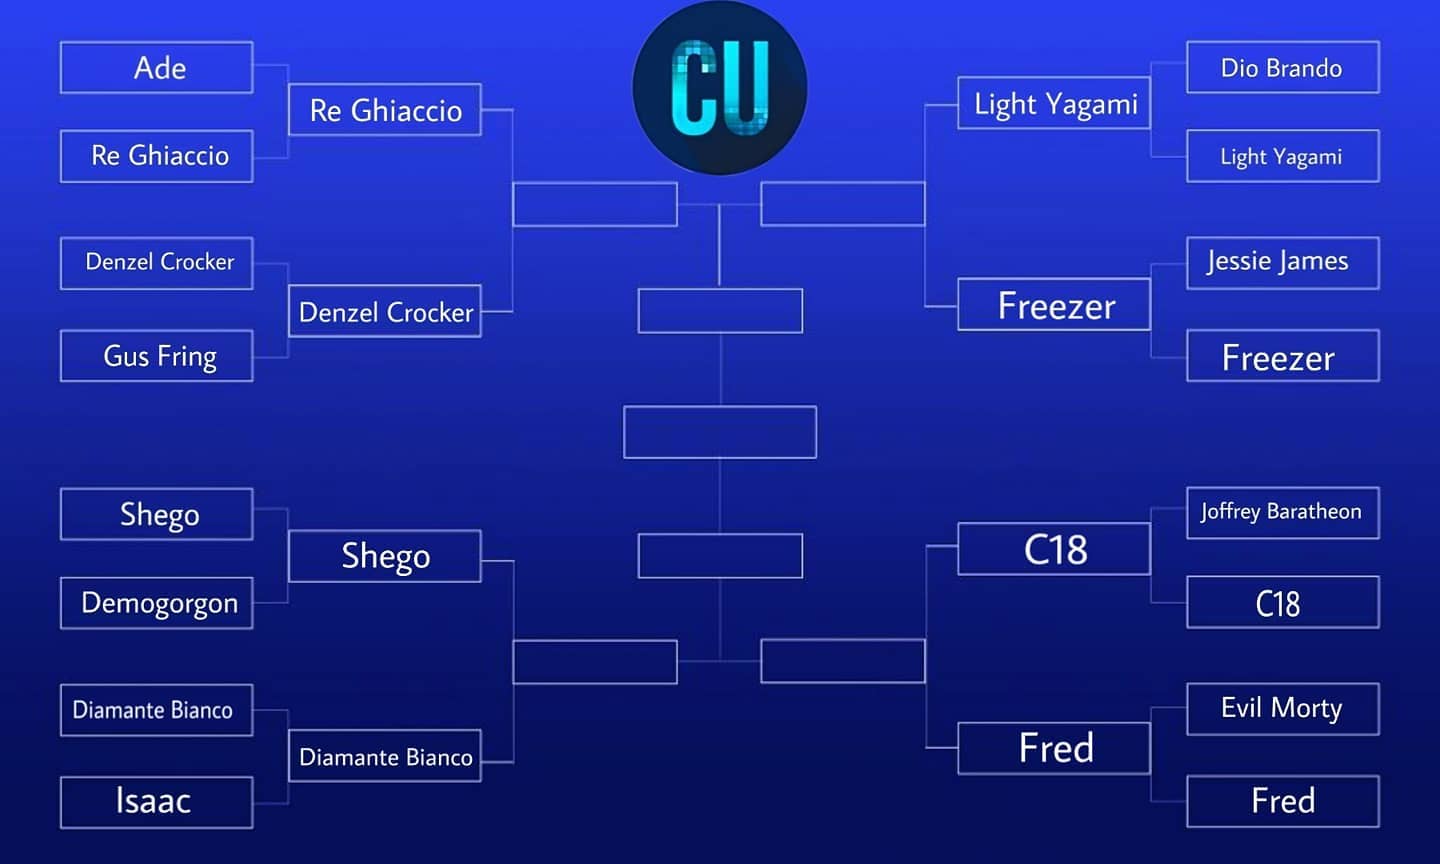 CU
Ade
Re Ghiaccio
Re Ghiaccio
Denzel Crocker
Gus Fring
Denzel Crocker
Shego
Demogorgon
Shego
Diamante Bianco
Isaac
Diamante Bianco
Light Yagami
Dio Brando
Light Yagami
Freezer
Jessie James
Freezer
C18
Joffrey Baratheon
C18
Fred
Evil Morty
Fred